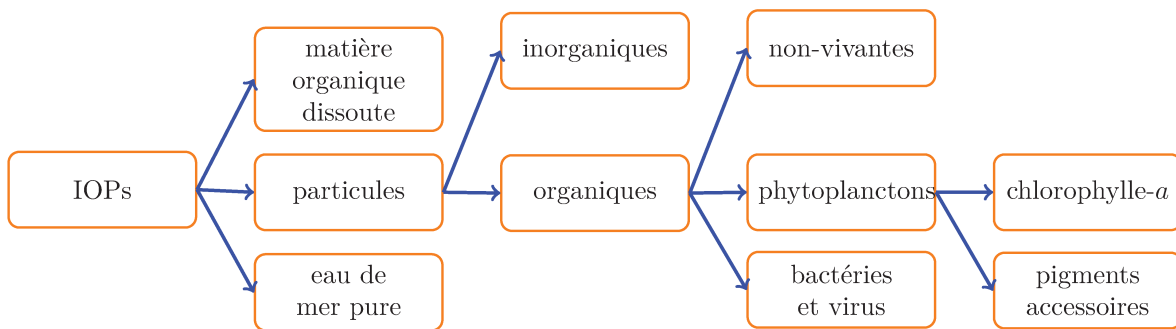 IOPs
matière
organique
dissoute
particules
eau de
mer pure
inorganiques
organiques
non-vivantes
phytoplanctons
bactéries
et virus
chlorophylle-a
pigments
accessoires